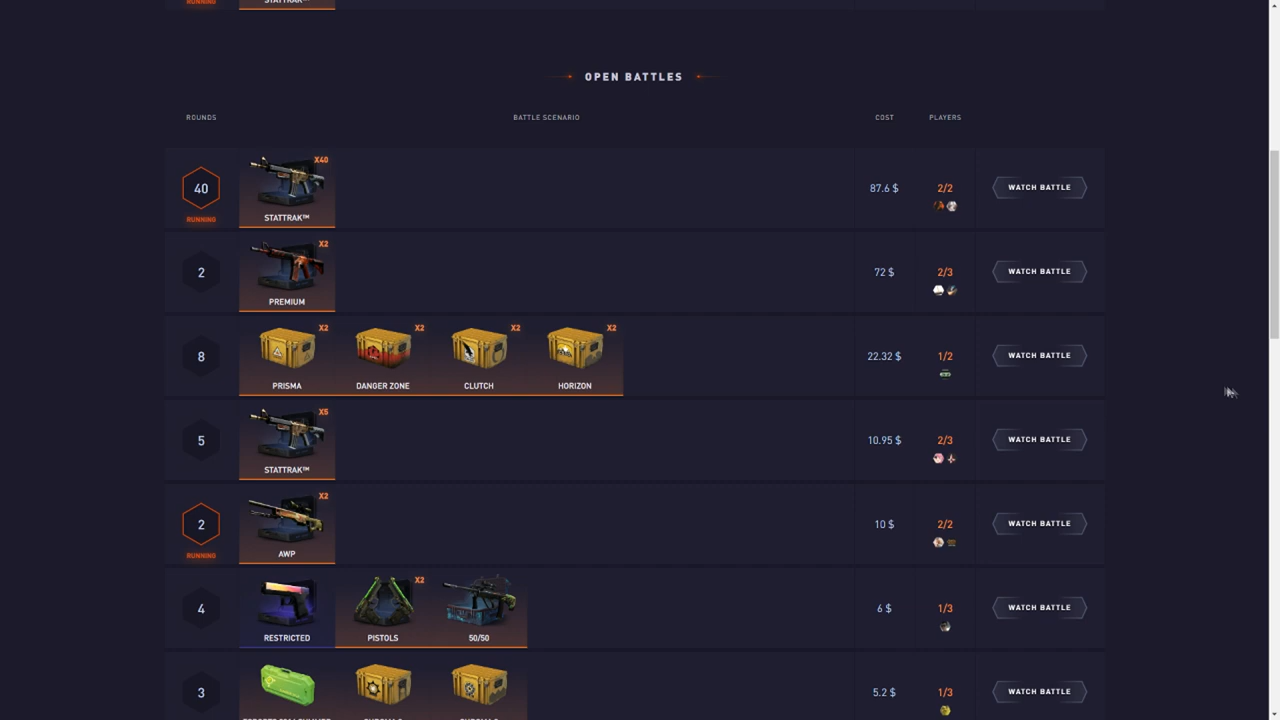 RUNNING
STATTRAK™
OPEN BATTLES
ROUNDS BATTLE SCENARIO COST PLAYERS
X40
40 87.6 $ 2/2 WATCH BATTLE
RUNNING STATTRAK™
X2
2 72 $ 2/3 WATCH BATTLE
PREMIUM
X2 X2 X2 X2
8 22.32 $ 1/2 WATCH BATTLE
PRISMA DANGER ZONE CLUTCH HORIZON
X5
5 10.95 $ 2/3 WATCH BATTLE
STATTRAK™
X2
2 10 $ 2/2 WATCH BATTLE
RUNNING AWP
X2
4 6 $ 1/3 WATCH BATTLE
RESTRICTED PISTOLS 50/50
3 5.2 $ 1/3 WATCH BATTLE